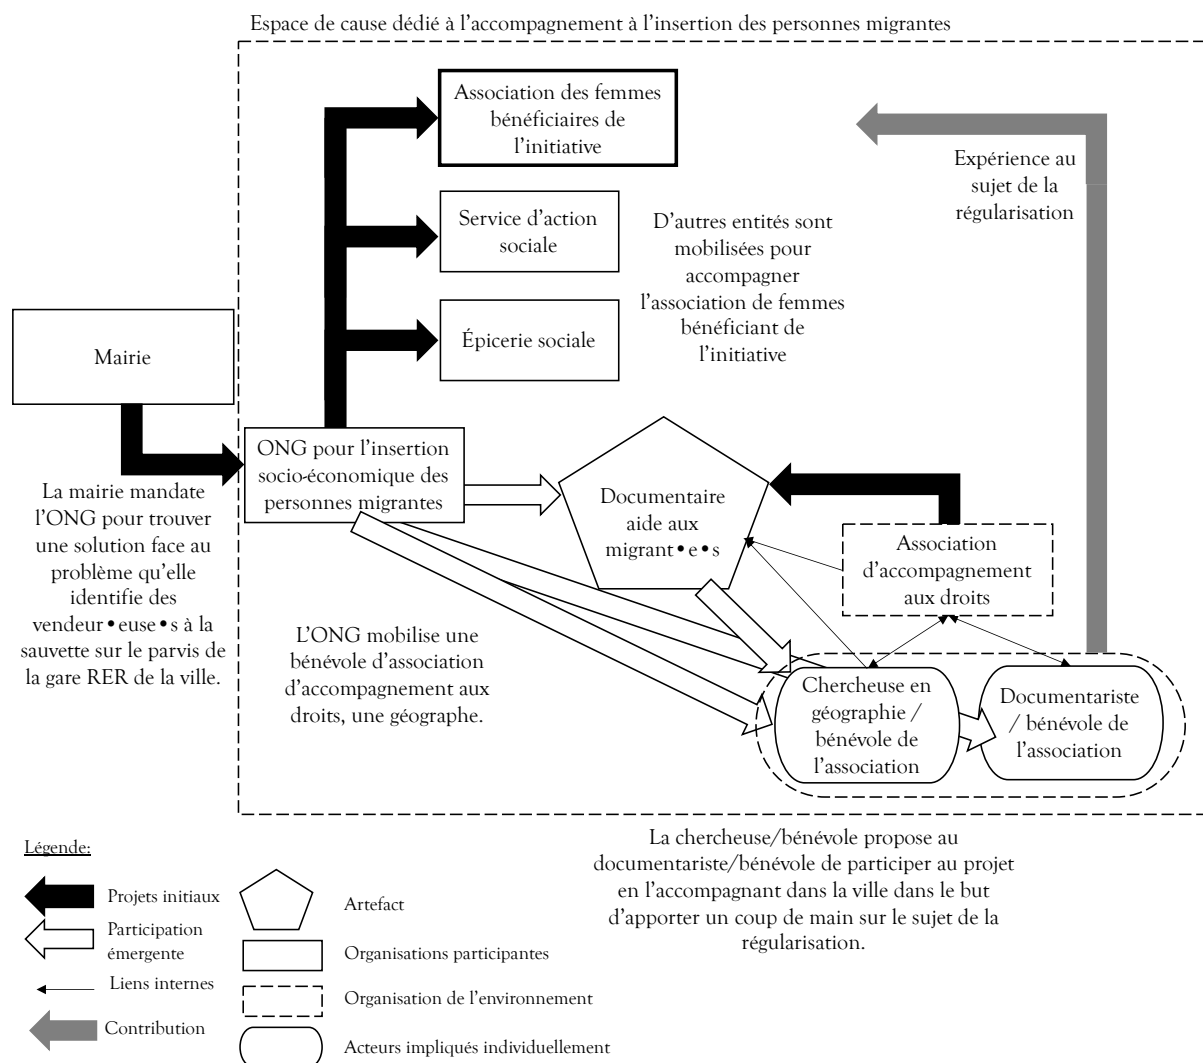 Espace de cause dédié à l'accompagnement à l'insertion des personnes migrantes
Association des femmes
bénéficiaires de
l'initiative
Expérience au
sujet de la
régularisation
Service d'action
sociale
D'autres entités sont
mobilisées pour
accompagner
l'association de femmes
bénéficiant de
l'initiative
Épicerie sociale
Mairie
ONG pour l'insertion
socio-économique des
personnes migrantes
La mairie mandate
l'ONG pour trouver
une solution face au
problème qu'elle
identifie des
vendeur•euse•s à la
sauvette sur le parvis de
la gare RER de la ville.
Documentaire
aide aux
migrant•e•s
Association
d'accompagnement
aux droits
L'ONG mobilise une
bénévole d'association
d'accompagnement aux
droits, une géographe.
Chercheuse en
géographie /
bénévole de
l'association
Documentariste
/ bénévole de
l'association
La chercheuse/bénévole propose au
documentariste/bénévole de participer au projet
en l'accompagnant dans la ville dans le but
d'apporter un coup de main sur le sujet de la
régularisation.
Légende:
Projets initiaux
Participation
émergente
Liens internes
Contribution
Artefact
Organisations participantes
Organisation de l'environnement
Acteurs impliqués individuellement